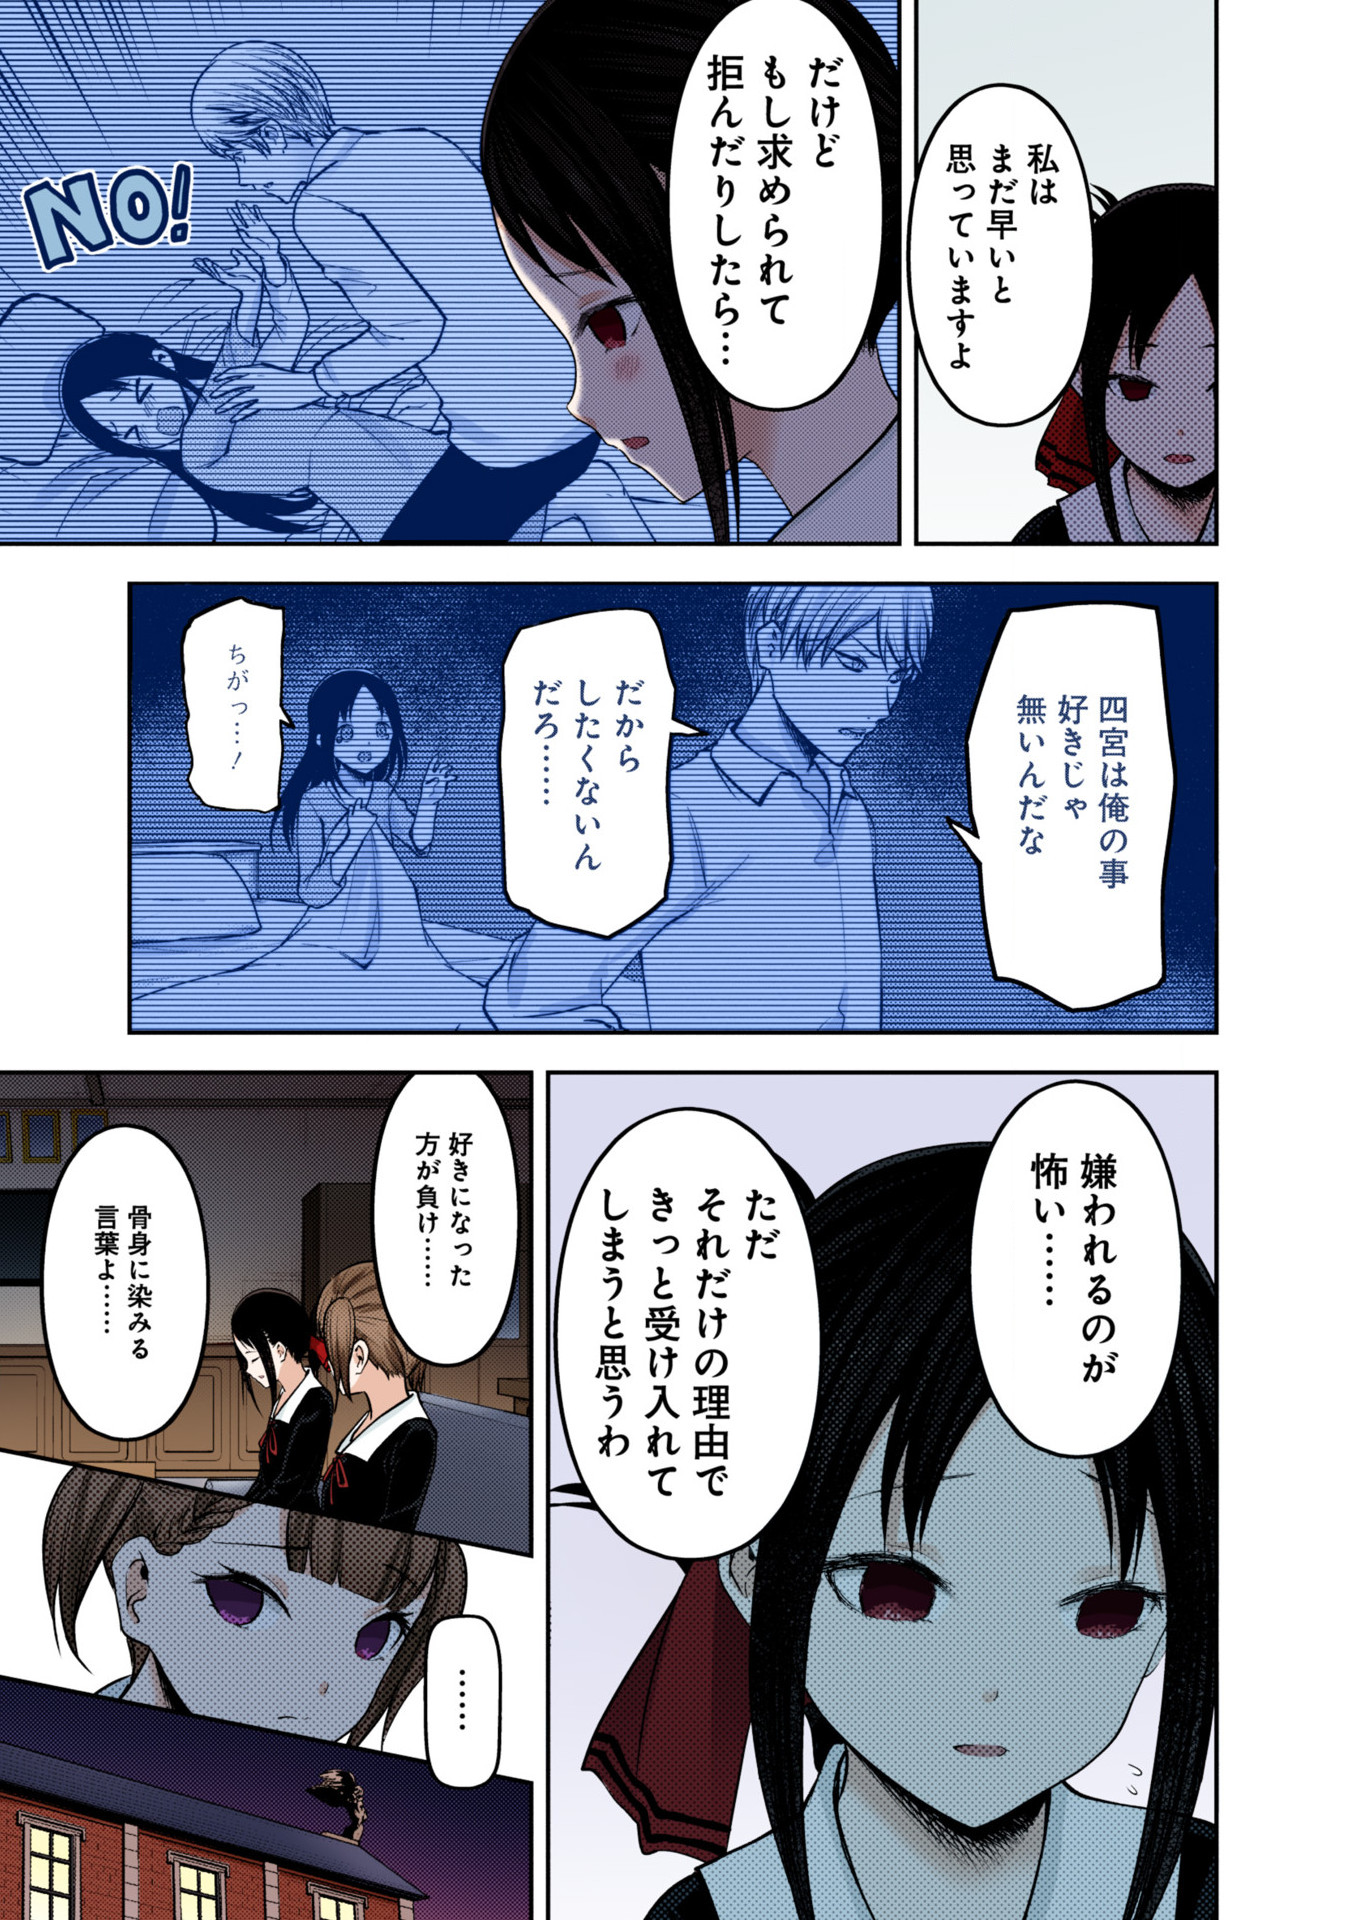 私は
まだ早いと
思っていますよ
だけど
もし求められて
拒んだりしたら…
NO!
四宮は俺の事
好きじゃ
無いんだな
だから
したくないん
だろ……
ちがっ…!
嫌われるのが
怖い……
ただ
それだけの理由で
きっと受け入れて
しまうと思うわ
好きになった
方が負け……
骨身に染みる
言葉よ……
……